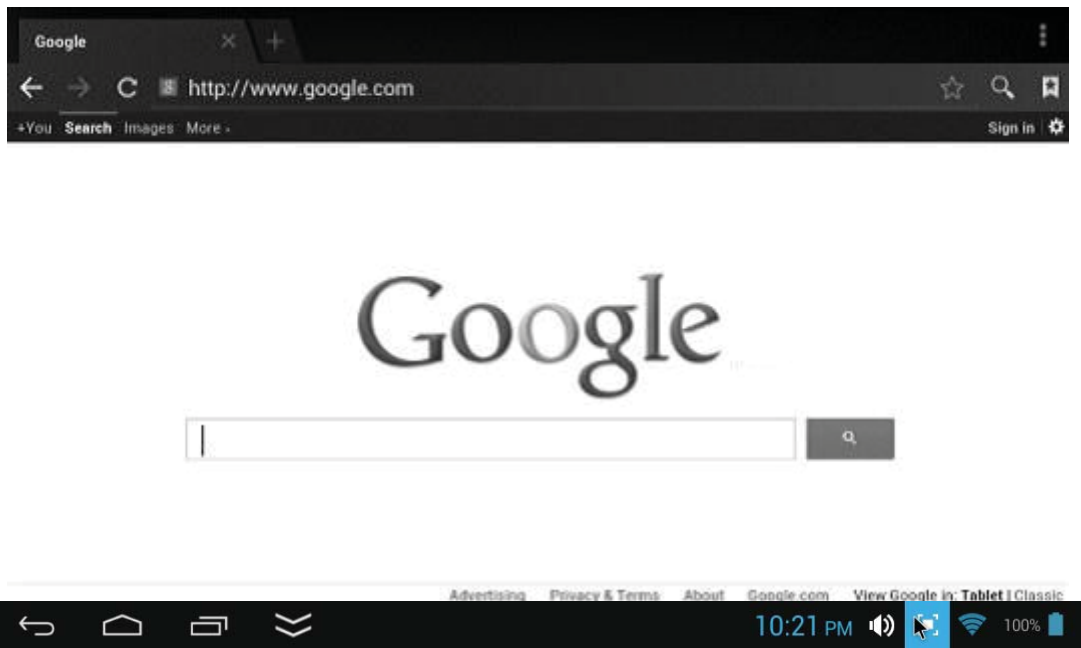 Google
http://www.google.com
+You Search Images More
Sign in
Google
Advertising Privacy & Terms About Google.com View Google in: Tablet | Classic
10:21 PM 100%